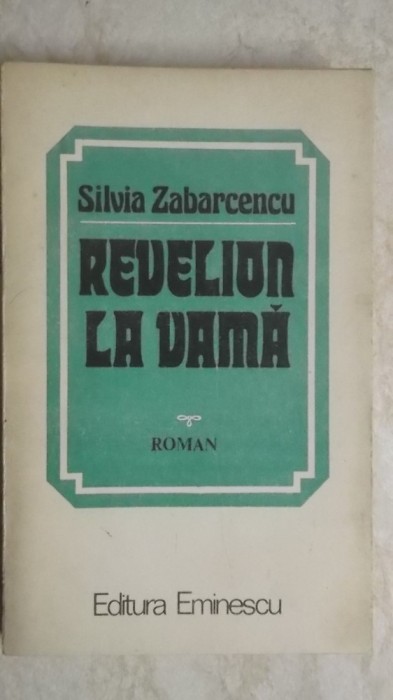 Silvia Zabarcencu
REVELION
LA VAMĂ
ROMAN
Editura Eminescu